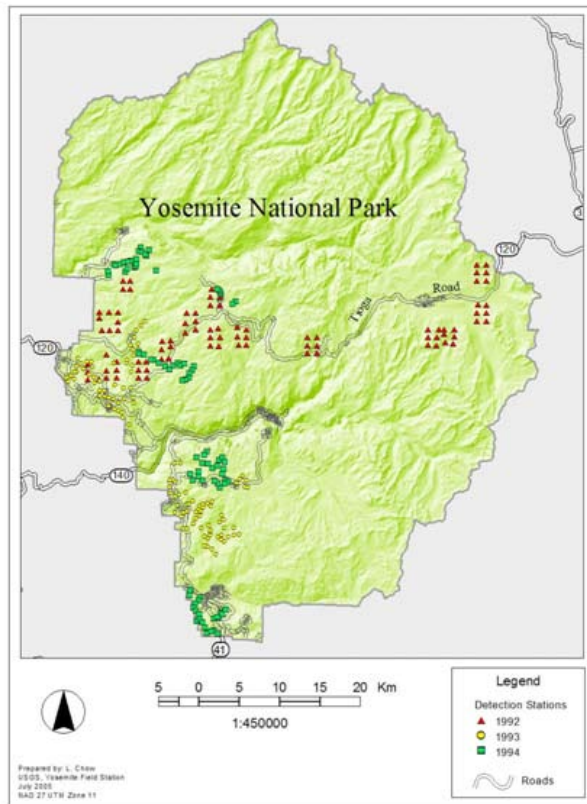 Yosemite National Park
120
Tioga Road
120
140
41
5 0 5 10 15 20 Km
1:450000
Legend
Detection Stations
1992
1993
1994
Roads
Prepared by: L. Chow
USGS, Yosemite Field Station
July 2005
NAD 27 UTM Zone 11